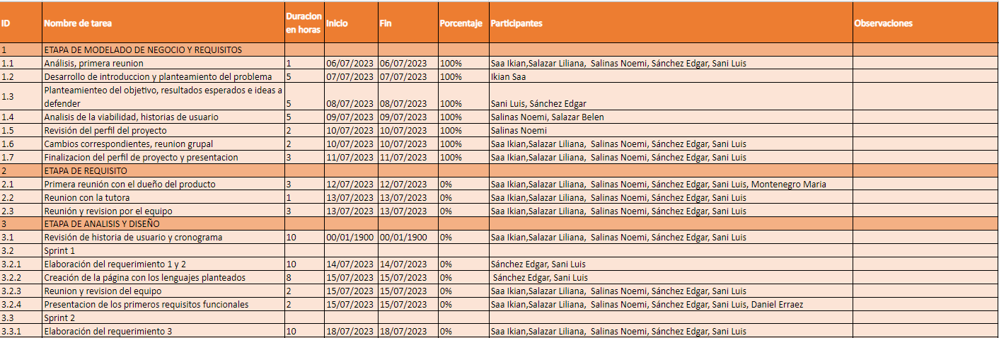 ID Nombre de tarea Duracion en horas Inicio Fin Porcentaje Participantes Observaciones
1 ETAPA DE MODELADO DE NEGOCIO Y REQUISITOS
1.1 Análisis, primera reunion 1 06/07/2023 06/07/2023 100% Saa Ikian,Salazar Liliana, Salinas Noemi, Sánchez Edgar, Sani Luis
1.2 Desarrollo de introduccion y planteamiento del problema 5 07/07/2023 07/07/2023 100% Ikian Saa
1.3 Planteamienteo del objetivo, resultados esperados e ideas a defender 5 08/07/2023 08/07/2023 100% Sani Luis, Sánchez Edgar
1.4 Analisis de la viabilidad, historias de usuario 5 09/07/2023 09/07/2023 100% Salinas Noemi, Salazar Belen
1.5 Revisión del perfil del proyecto 2 10/07/2023 10/07/2023 100% Salinas Noemi
1.6 Cambios correspondientes, reunion grupal 2 10/07/2023 10/07/2023 100% Saa Ikian,Salazar Liliana, Salinas Noemi, Sánchez Edgar, Sani Luis
1.7 Finalizacion del perfil de proyecto y presentacion 3 11/07/2023 11/07/2023 100% Saa Ikian,Salazar Liliana, Salinas Noemi, Sánchez Edgar, Sani Luis
2 ETAPA DE REQUISITO
2.1 Primera reunión con el dueño del producto 3 12/07/2023 12/07/2023 0% Saa Ikian,Salazar Liliana, Salinas Noemi, Sánchez Edgar, Sani Luis, Montenegro Maria
2.2 Reunion con la tutora 1 13/07/2023 13/07/2023 0% Saa Ikian,Salazar Liliana, Salinas Noemi, Sánchez Edgar, Sani Luis
2.3 Reunión y revision por el equipo 3 13/07/2023 13/07/2023 0% Saa Ikian,Salazar Liliana, Salinas Noemi, Sánchez Edgar, Sani Luis
3 ETAPA DE ANALISIS Y DISEÑO
3.1 Revisión de historia de usuario y cronograma 10 00/01/1900 00/01/1900 0% Saa Ikian,Salazar Liliana, Salinas Noemi, Sánchez Edgar, Sani Luis
3.2 Sprint 1
3.2.1 Elaboración del requerimiento 1 y 2 10 14/07/2023 14/07/2023 0% Sánchez Edgar, Sani Luis
3.2.2 Creación de la página con los lenguajes planteados 8 15/07/2023 15/07/2023 0% Sánchez Edgar, Sani Luis
3.2.3 Reunion y revision del equipo 2 15/07/2023 15/07/2023 0% Saa Ikian,Salazar Liliana, Salinas Noemi, Sánchez Edgar, Sani Luis
3.2.4 Presentacion de los primeros requisitos funcionales 2 15/07/2023 15/07/2023 0% Saa Ikian,Salazar Liliana, Salinas Noemi, Sánchez Edgar, Sani Luis, Daniel Erraez
3.3 Sprint 2
3.3.1 Elaboración del requerimiento 3 10 18/07/2023 18/07/2023 0% Saa Ikian,Salazar Liliana, Salinas Noemi, Sánchez Edgar, Sani Luis